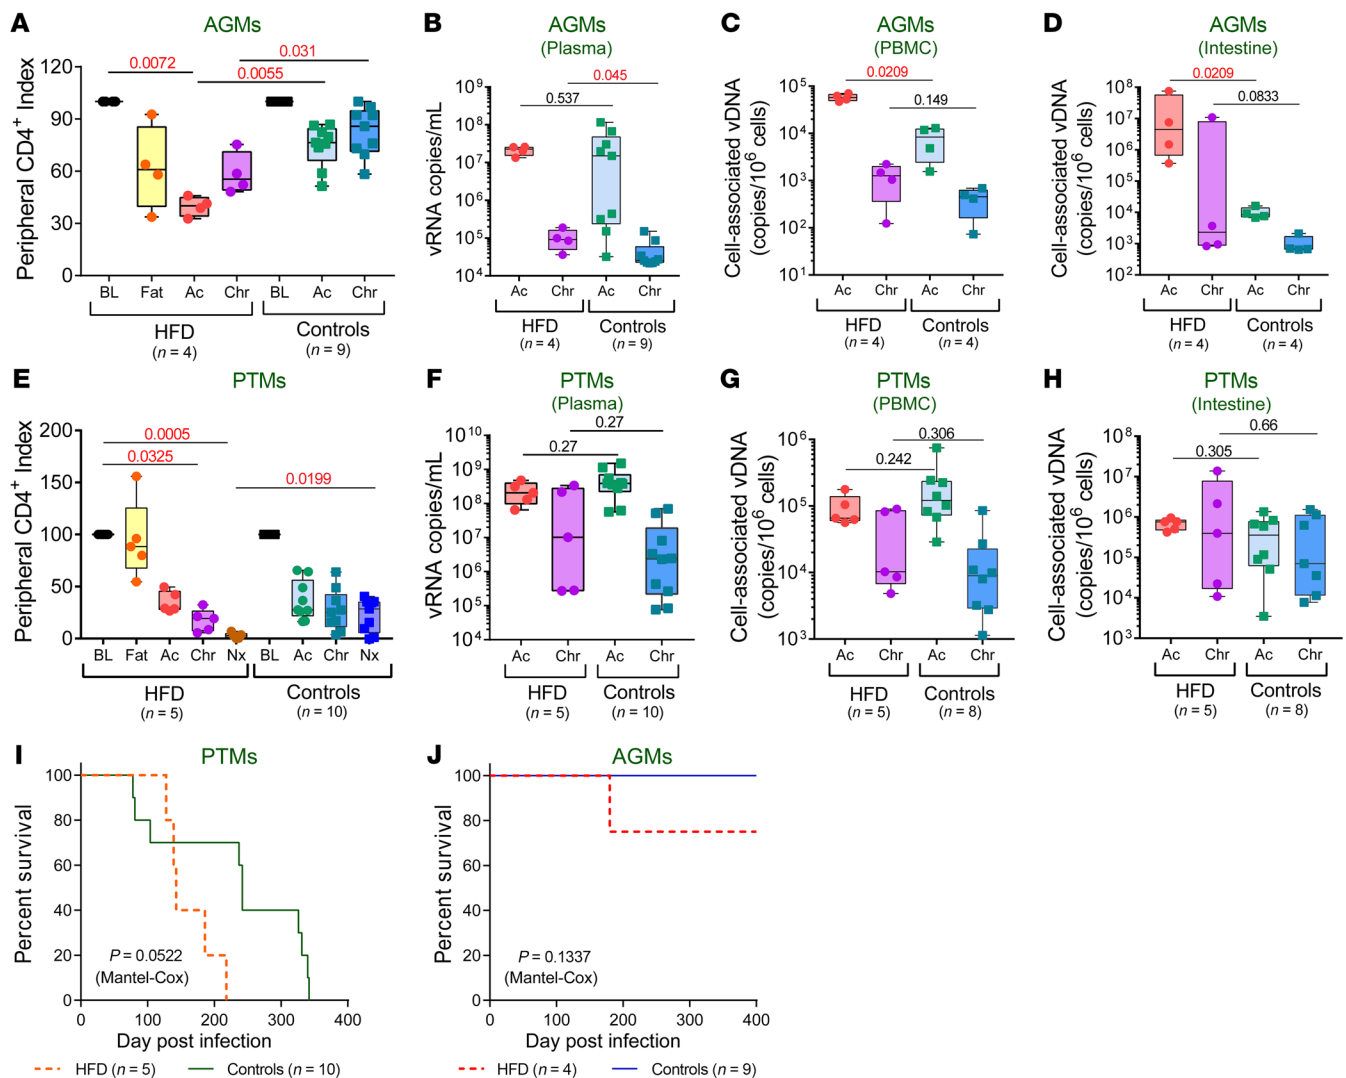 A
AGMs
Peripheral CD4+ Index
120
90
60
30
0
0.0072
0.0055
0.031
BL Fat Ac Chr BL Ac Chr
HFD Controls
(n = 4) (n = 9)
B
AGMs
(Plasma)
vRNA copies/mL
10^9
10^8
10^7
10^6
10^5
10^4
0.045
0.537
Ac Chr Ac Chr
HFD Controls
(n = 4) (n = 9)
C
AGMs
(PBMC)
Cell-associated vDNA
(copies/10^6 cells)
10^5
10^4
10^3
10^2
10^1
0.0209
0.149
Ac Chr Ac Chr
HFD Controls
(n = 4) (n = 4)
D
AGMs
(Intestine)
Cell-associated vDNA
(copies/10^6 cells)
10^8
10^7
10^6
10^5
10^4
10^3
10^2
0.0209
0.0833
Ac Chr Ac Chr
HFD Controls
(n = 4) (n = 4)
E
PTMs
Peripheral CD4+ Index
200
150
100
50
0
0.0005
0.0325
0.0199
BL Fat Ac Chr Nx BL Ac Chr Nx
HFD Controls
(n = 5) (n = 10)
F
PTMs
(Plasma)
vRNA copies/mL
10^10
10^9
10^8
10^7
10^6
10^5
10^4
0.27
0.27
Ac Chr Ac Chr
HFD Controls
(n = 5) (n = 10)
G
PTMs
(PBMC)
Cell-associated vDNA
(copies/10^6 cells)
10^6
10^5
10^4
10^3
0.306
0.242
Ac Chr Ac Chr
HFD Controls
(n = 5) (n = 8)
H
PTMs
(Intestine)
Cell-associated vDNA
(copies/10^6 cells)
10^8
10^7
10^6
10^5
10^4
10^3
0.66
0.305
Ac Chr Ac Chr
HFD Controls
(n = 5) (n = 8)
I
PTMs
Percent survival
100
80
60
40
20
0
P = 0.0522
(Mantel-Cox)
0 100 200 300 400
Day post infection
HFD (n = 5) Controls (n = 10)
J
AGMs
Percent survival
100
80
60
40
20
0
P = 0.1337
(Mantel-Cox)
0 100 200 300 400
Day post infection
HFD (n = 4) Controls (n = 9)